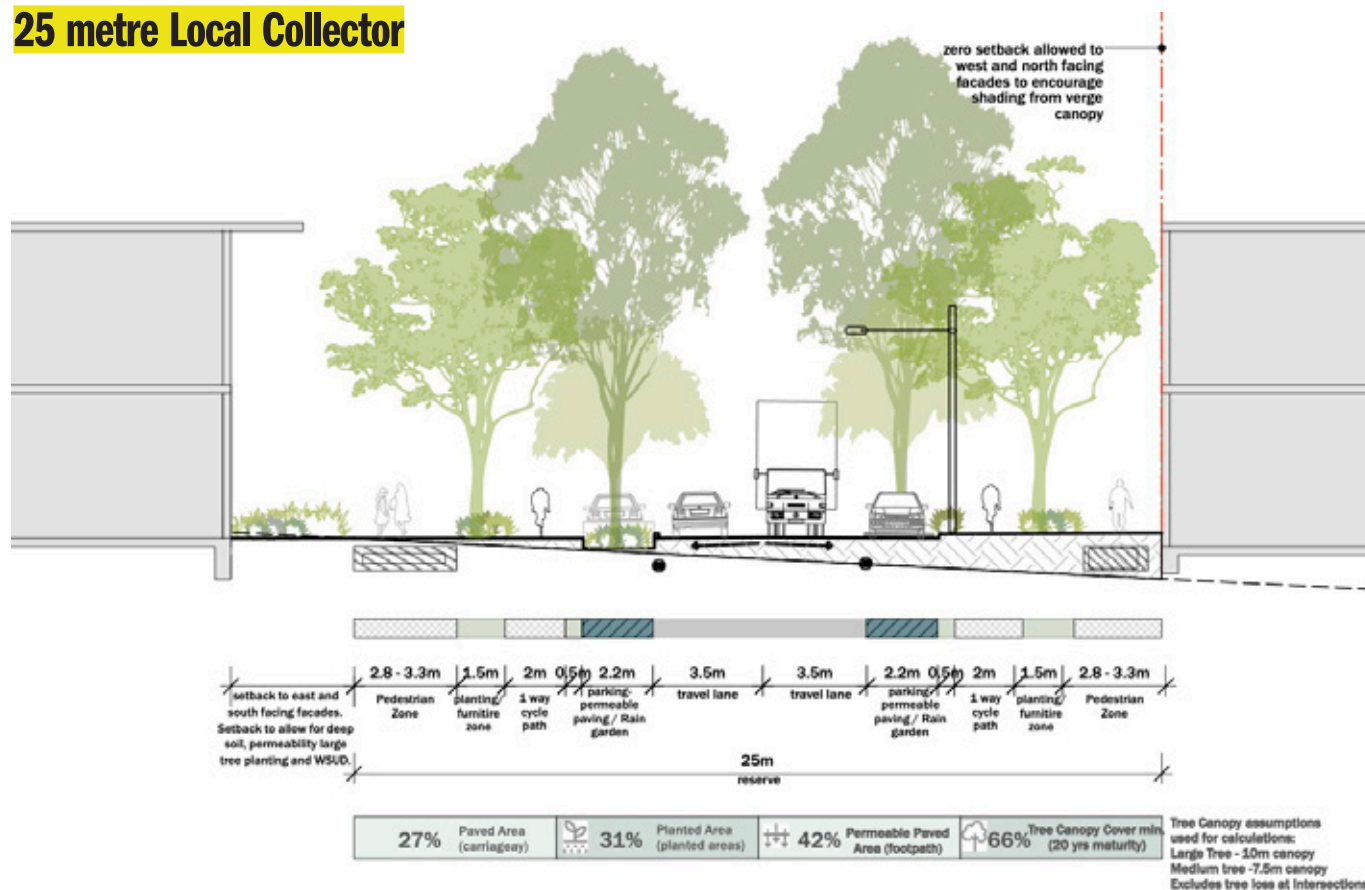 25 metre Local Collector
zero setback allowed to
west and north facing
facades to encourage
shading from verge
canopy
2.8 - 3.3m
1.5m
2m
0.5m
2.2m
3.5m
3.5m
2.2m
0.5m
2m
1.5m
2.8 - 3.3m
setback to east and
south facing facades.
Setback to allow for deep
soil, permeability large
tree planting and WSUD.
Pedestrian
Zone
planting/
furnitire
zone
1 way
cycle
path
parking-
permeable
paving / Rain
garden
travel lane
travel lane
parking-
permeable
paving / Rain
garden
1 way
cycle
path
planting/
furnitire
zone
Pedestrian
Zone
25m
reserve
27% Paved Area
(carriageay)
31% Planted Area
(planted areas)
42% Permeable Paved
Area (footpath)
66% Tree Canopy Cover min.
(20 yrs maturity)
Tree Canopy assumptions
used for calculations:
Large Tree - 10m canopy
Medium tree -7.5m canopy
Excludes tree loss at intersections